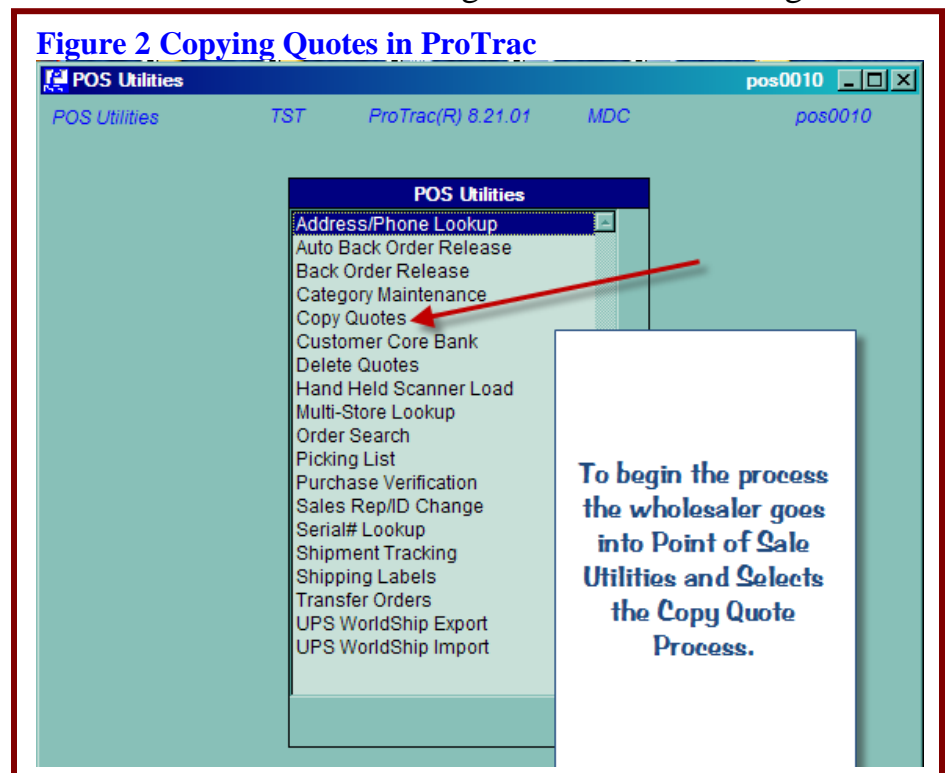 Figure 2 Copying Quotes in ProTrac
POS Utilities pos0010
POS Utilities TST ProTrac(R) 8.21.01 MDC pos0010
POS Utilities
Address/Phone Lookup
Auto Back Order Release
Back Order Release
Category Maintenance
Copy Quotes
Customer Core Bank
Delete Quotes
Hand Held Scanner Load
Multi-Store Lookup
Order Search
Picking List
Purchase Verification
Sales Rep/ID Change
Serial# Lookup
Shipment Tracking
Shipping Labels
Transfer Orders
UPS WorldShip Export
UPS WorldShip Import
To begin the process
the wholesaler goes
into Point of Sale
Utilities and Selects
the Copy Quote
Process.